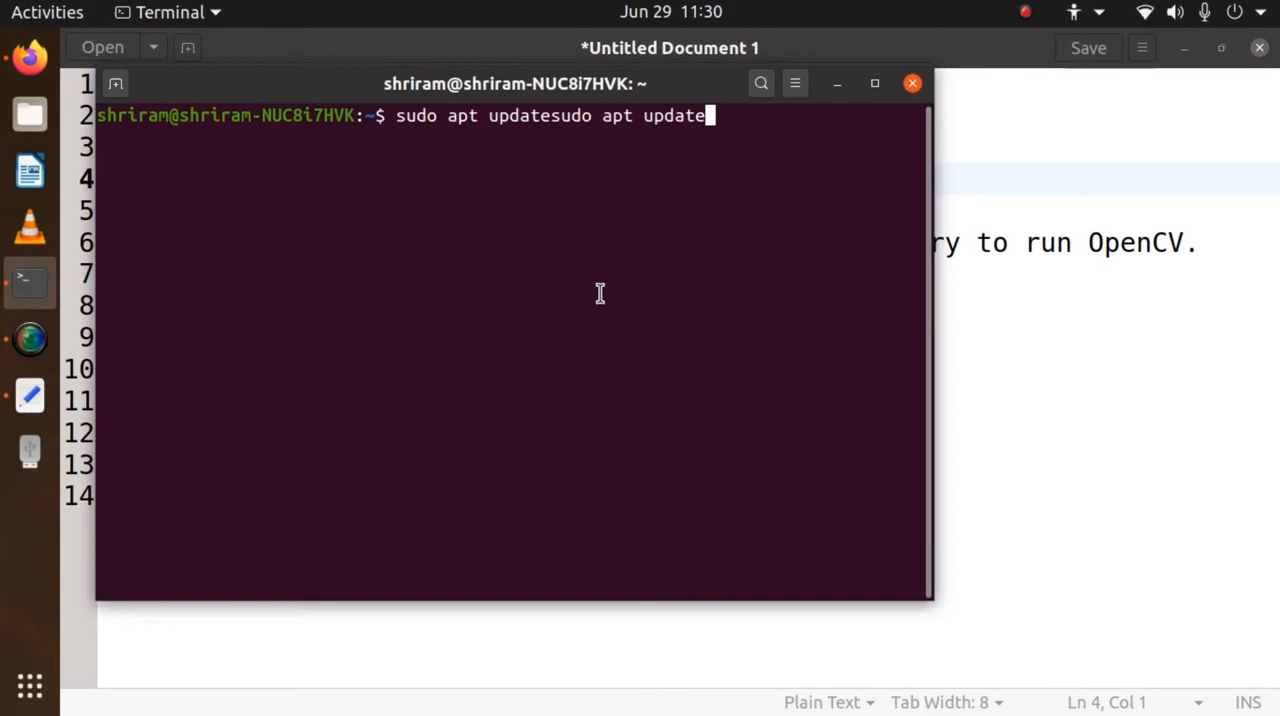 Activities Terminal Jun 29 11:30
Open *Untitled Document 1 Save
shriram@shriram-NUC8i7HVK: ~
1
2 shriram@shriram-NUC8i7HVK:~$ sudo apt updatesudo apt update
3
4
5
6 ry to run OpenCV.
7
8
9
10
11
12
13
14
Plain Text Tab Width: 8 Ln 4, Col 1 INS